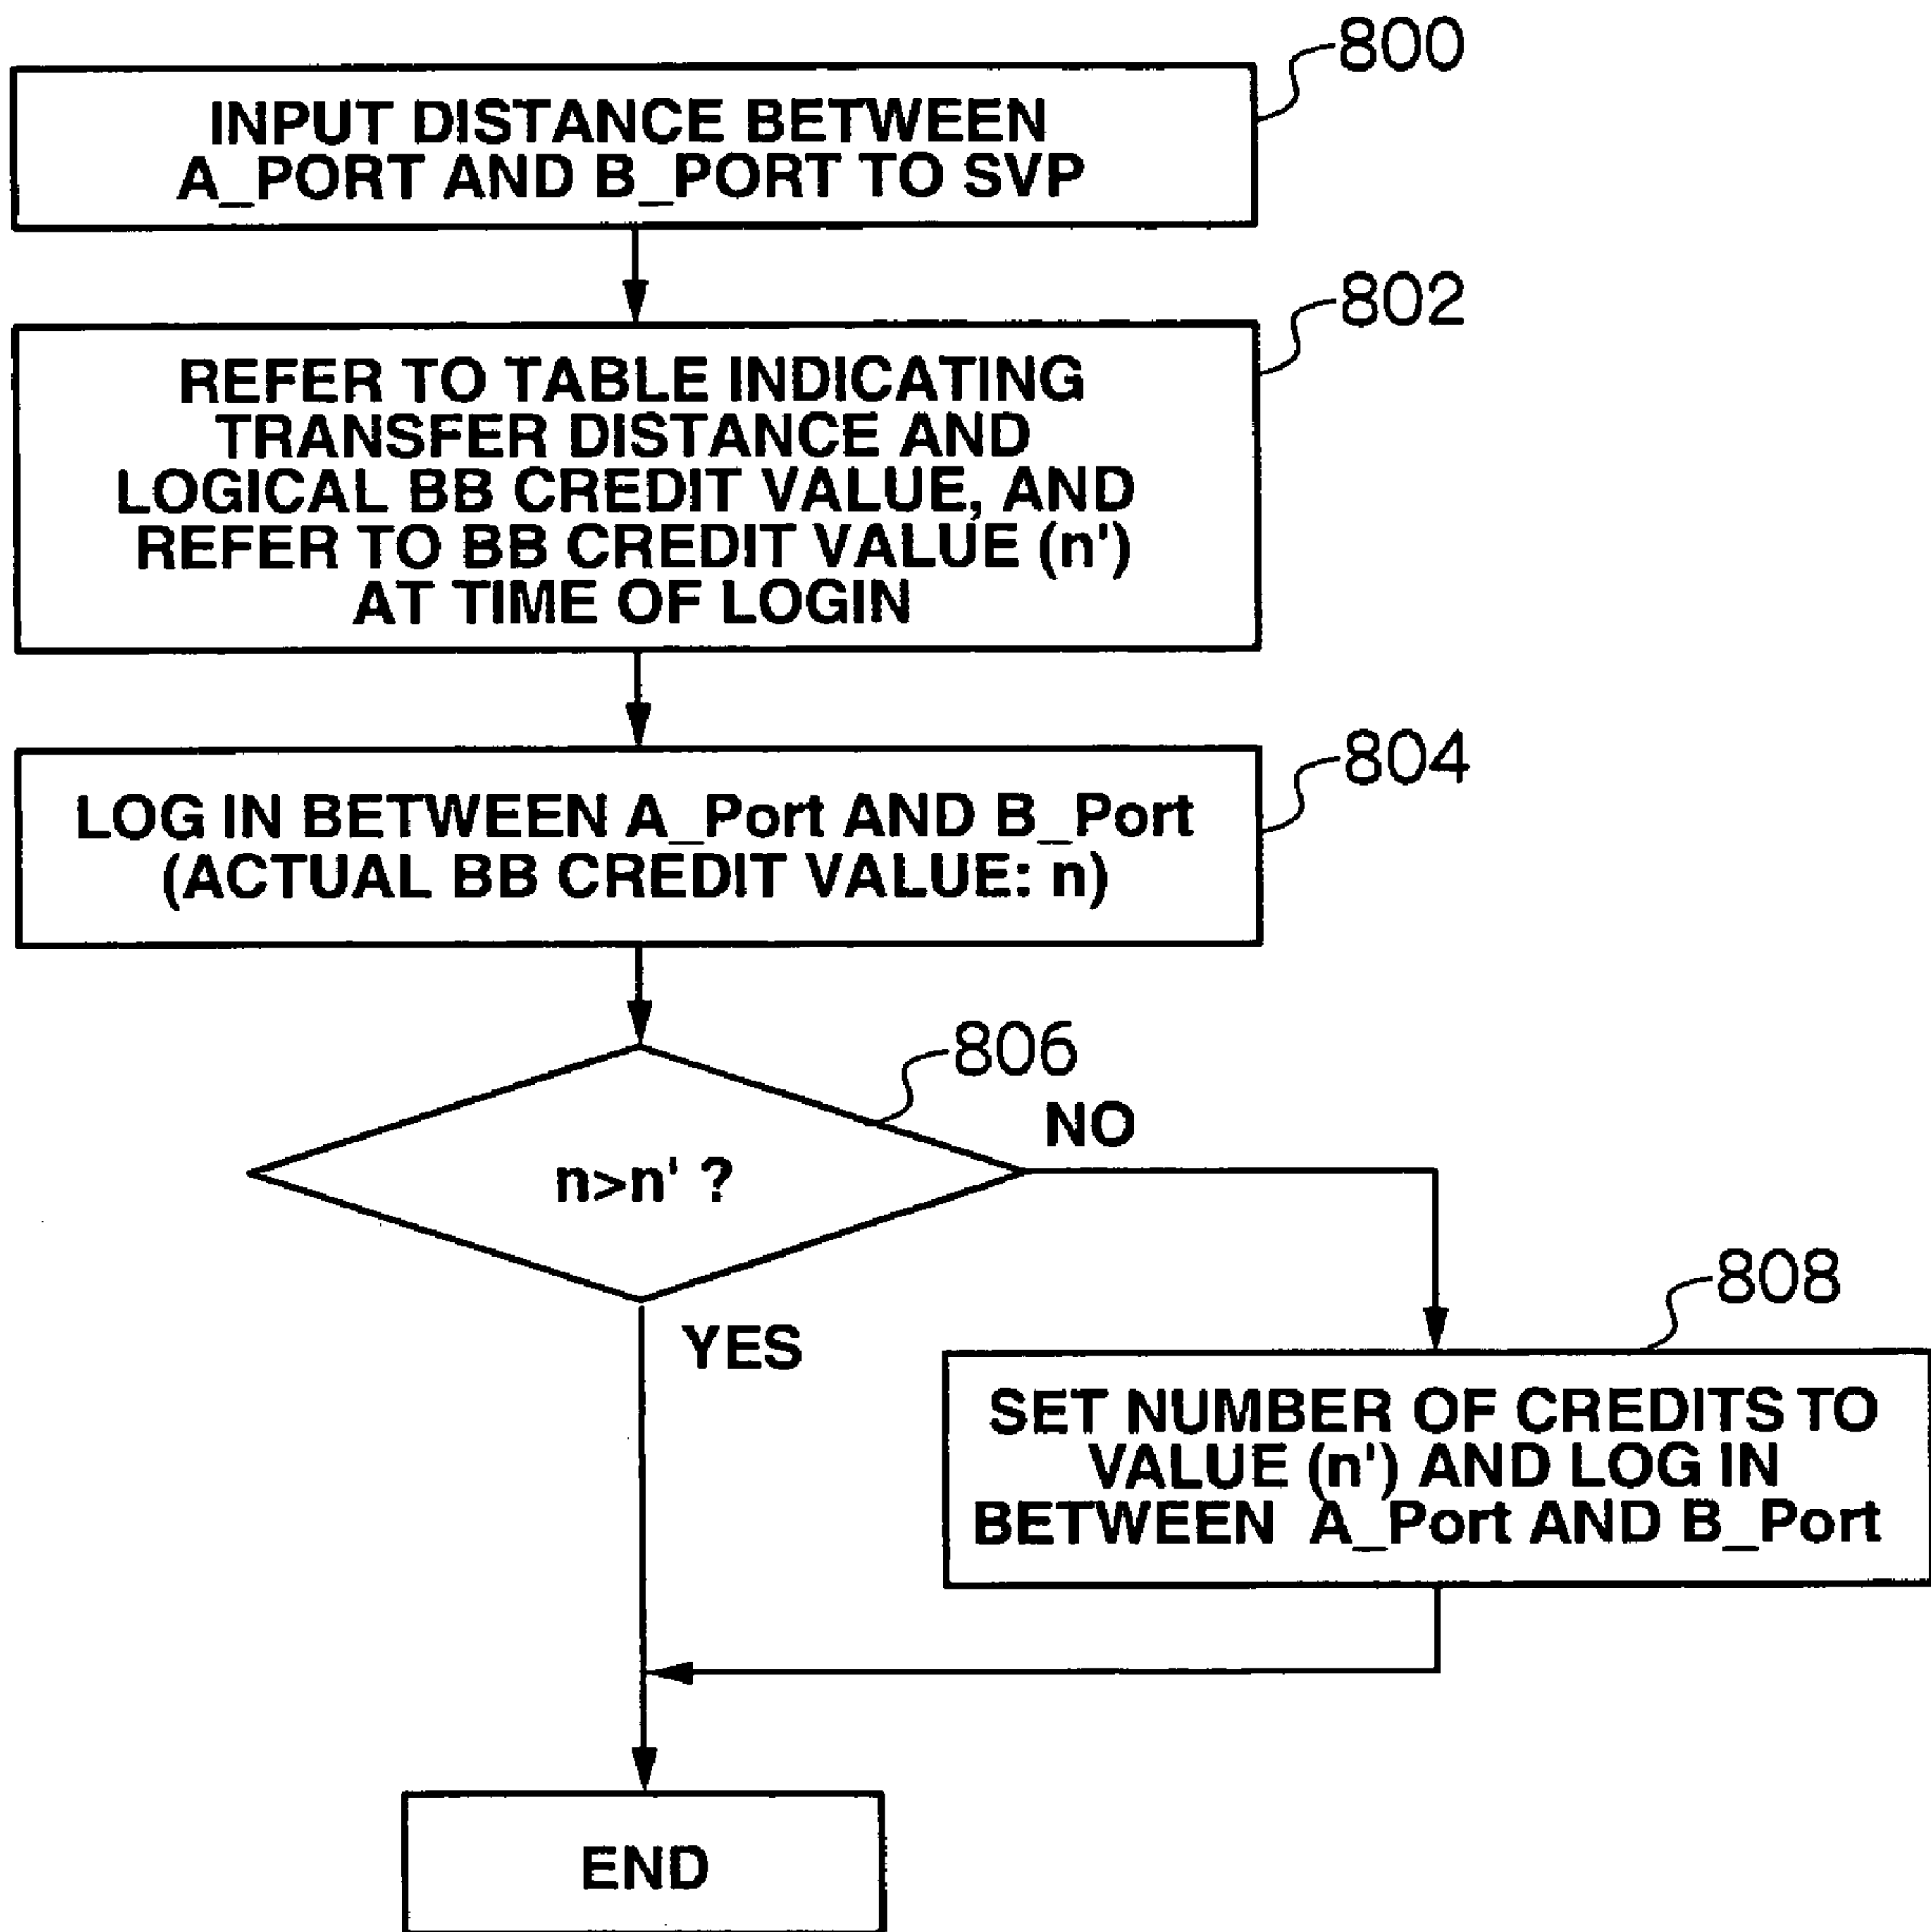 800
INPUT DISTANCE BETWEEN
A_PORT AND B_PORT TO SVP
802
REFER TO TABLE INDICATING
TRANSFER DISTANCE AND
LOGICAL BB CREDIT VALUE, AND
REFER TO BB CREDIT VALUE (n')
AT TIME OF LOGIN
804
LOG IN BETWEEN A_Port AND B_Port
(ACTUAL BB CREDIT VALUE: n)
806
NO
n>n' ?
YES
808
SET NUMBER OF CREDITS TO
VALUE (n') AND LOG IN
BETWEEN A_Port AND B_Port
END